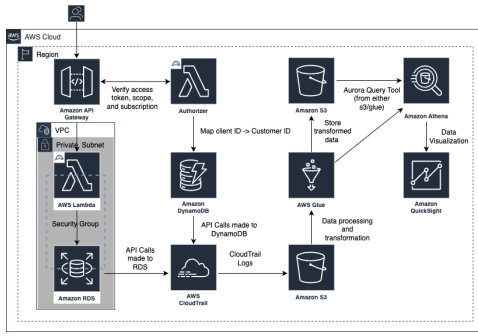 aws
AWS Cloud
Region
Amazon API
Gateway
Verify access
token, scope,
and subscription
Authorizer
Amazon S3
Aurora Query Tool
(from either
s3/glue)
Amazon Athena
VPC
Private, Subnet
AWS Lambda
Map client ID -> Customer ID
Store
transformed
data
Data
Visualization
Amazon
DynamoDB
AWS Glue
Amazon
QuickSight
Security Group
API Calls made to
DynamoDB
Data processing
and
transformation
API Calls
made to
RDS
CloudTrail
Logs
Amazon RDS
AWS
CloudTrail
Amazon S3